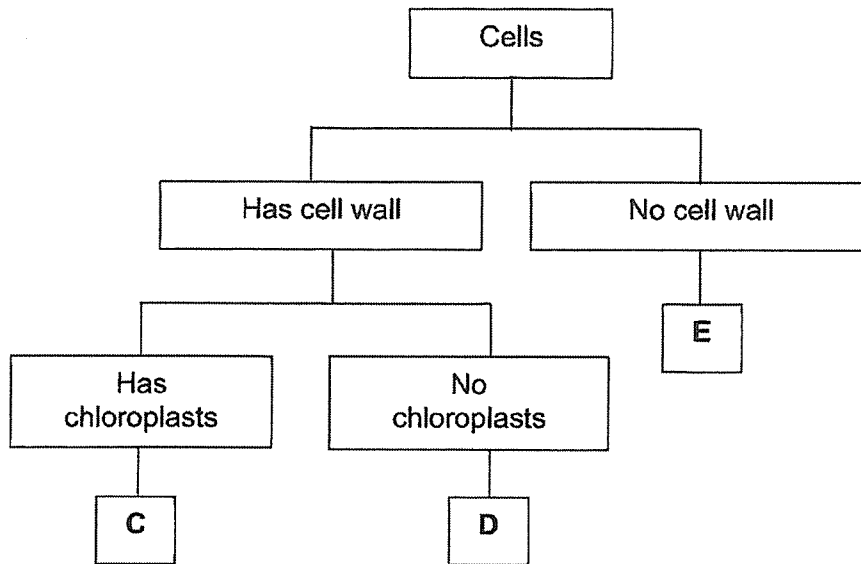 Cells
Has cell wall
No cell wall
E
Has
chloroplasts
No
chloroplasts
C
D